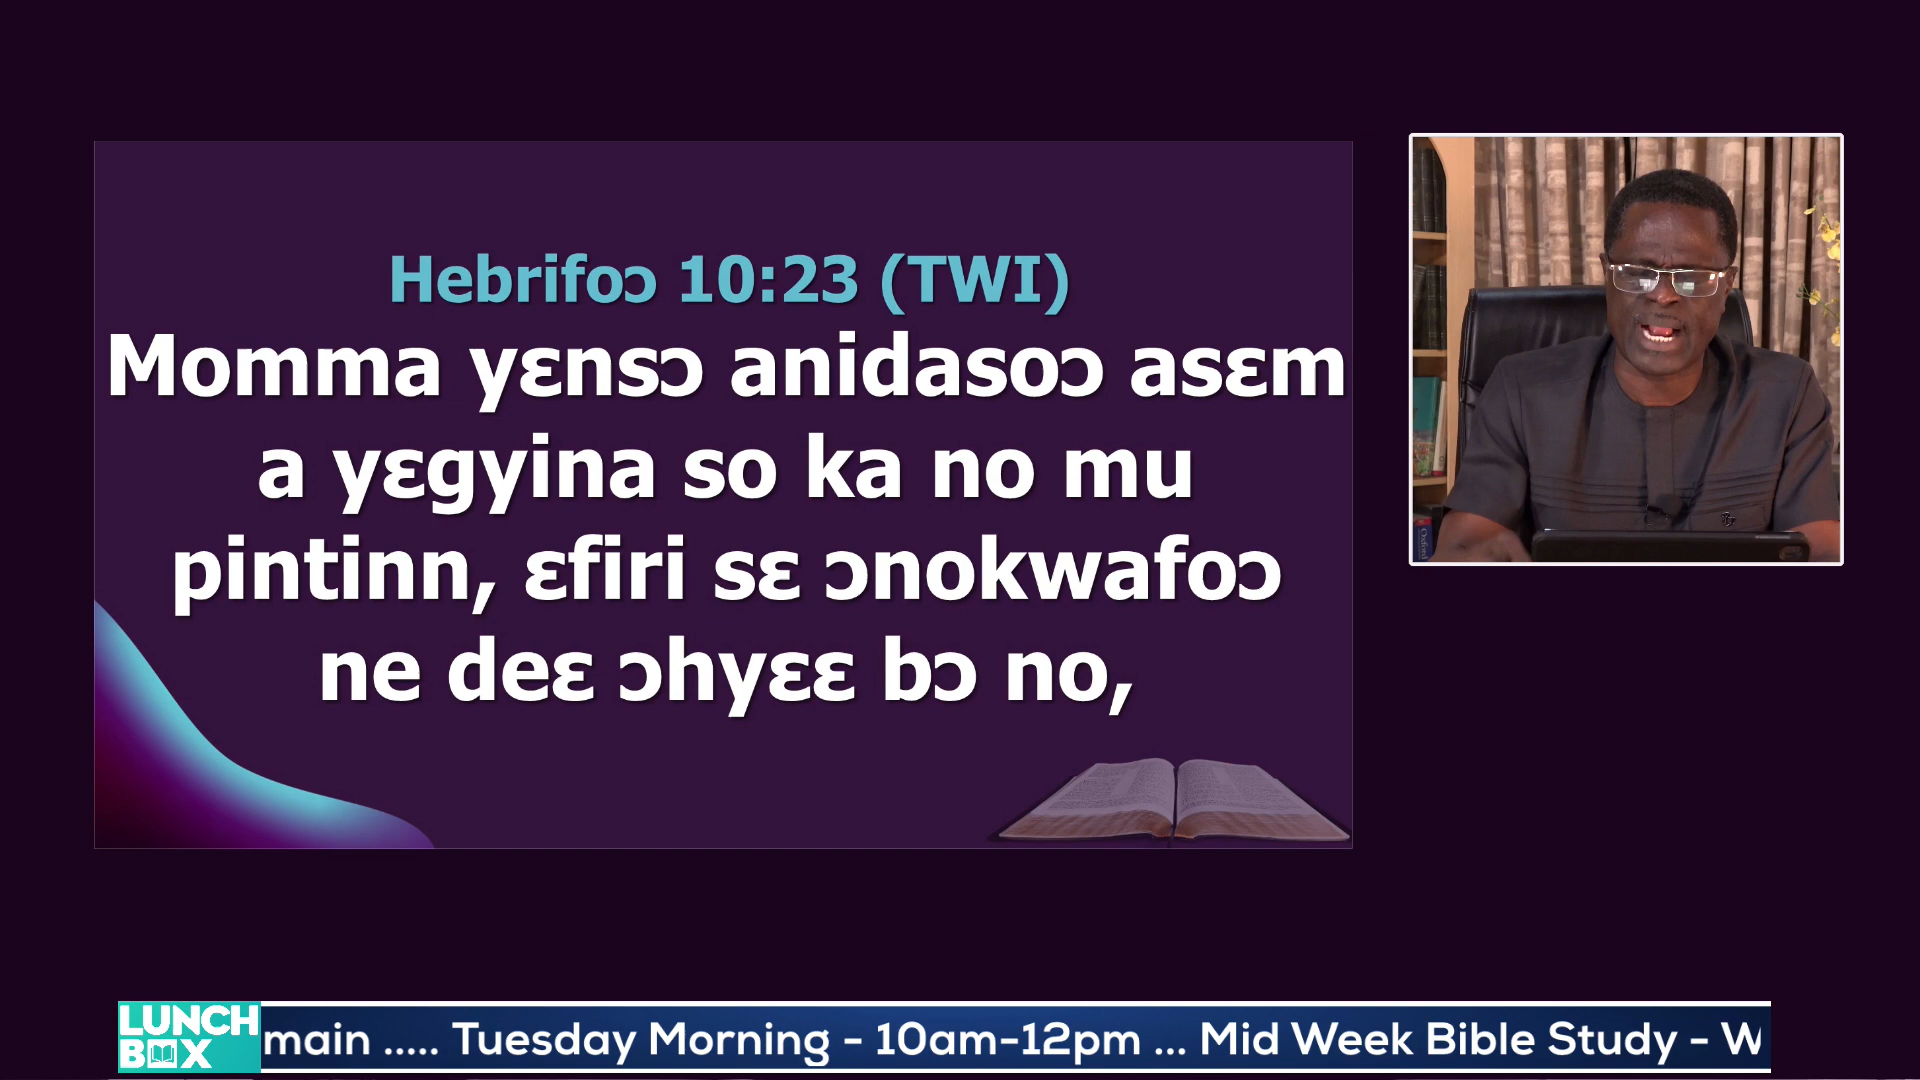 Hebrifoɔ 10:23 (TWI)
Momma yɛnsɔ anidasoɔ asɛm
a yɛgyina so ka no mu
pintinn, ɛfiri sɛ ɔnokwafoɔ
ne deɛ ɔhyɛɛ bɔ no,
Oxford
LUNCH
BOX
main ..... Tuesday Morning - 10am-12pm ... Mid Week Bible Study - W